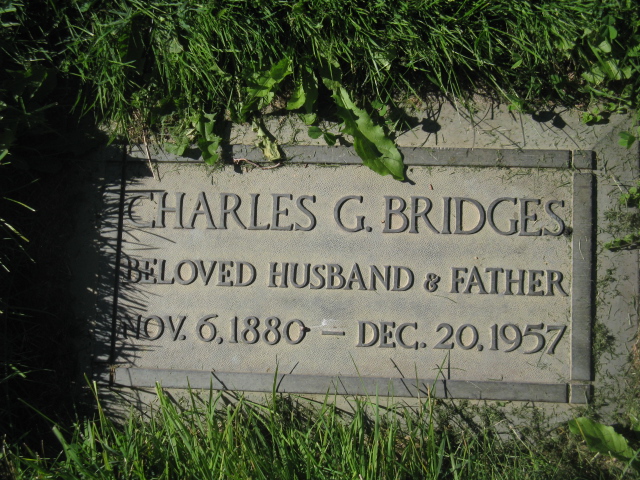 CHARLES G. BRIDGES
BELOVED HUSBAND & FATHER
NOV. 6, 1880 — DEC. 20, 1957